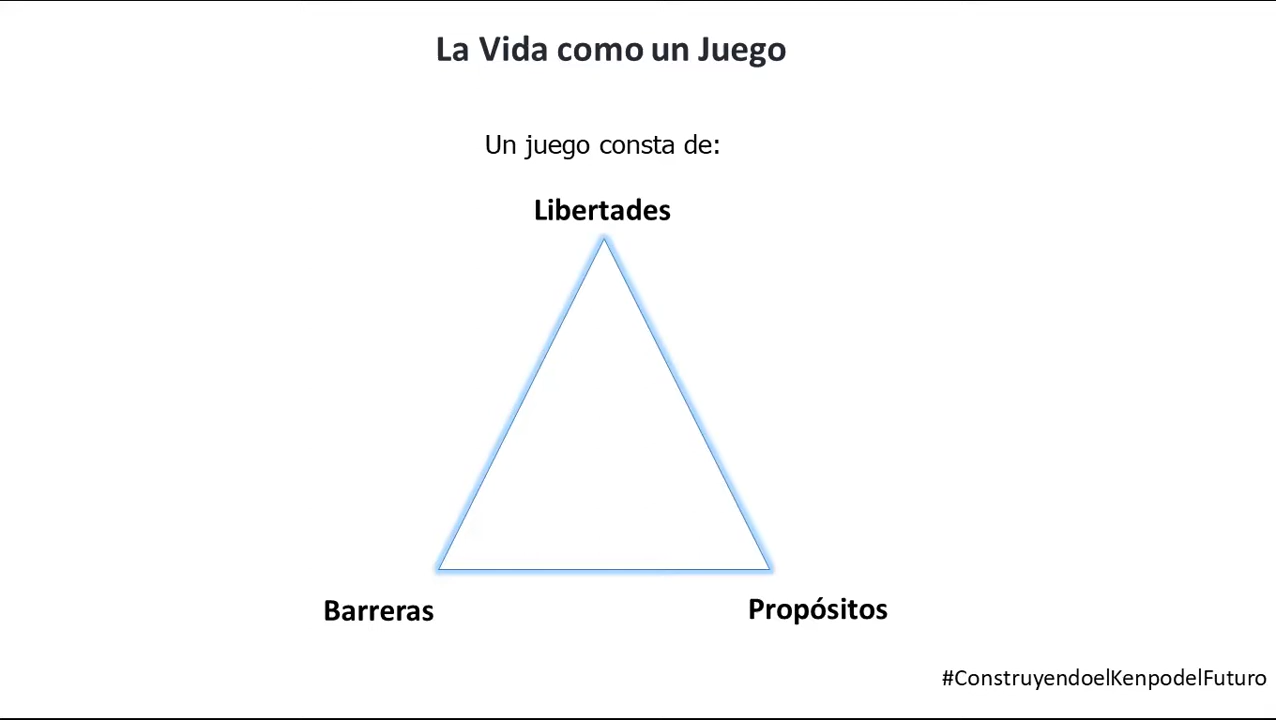 La Vida como un Juego
Un juego consta de:
Libertades
Barreras
Propósitos
#ConstruyendoelKenpodelFuturo